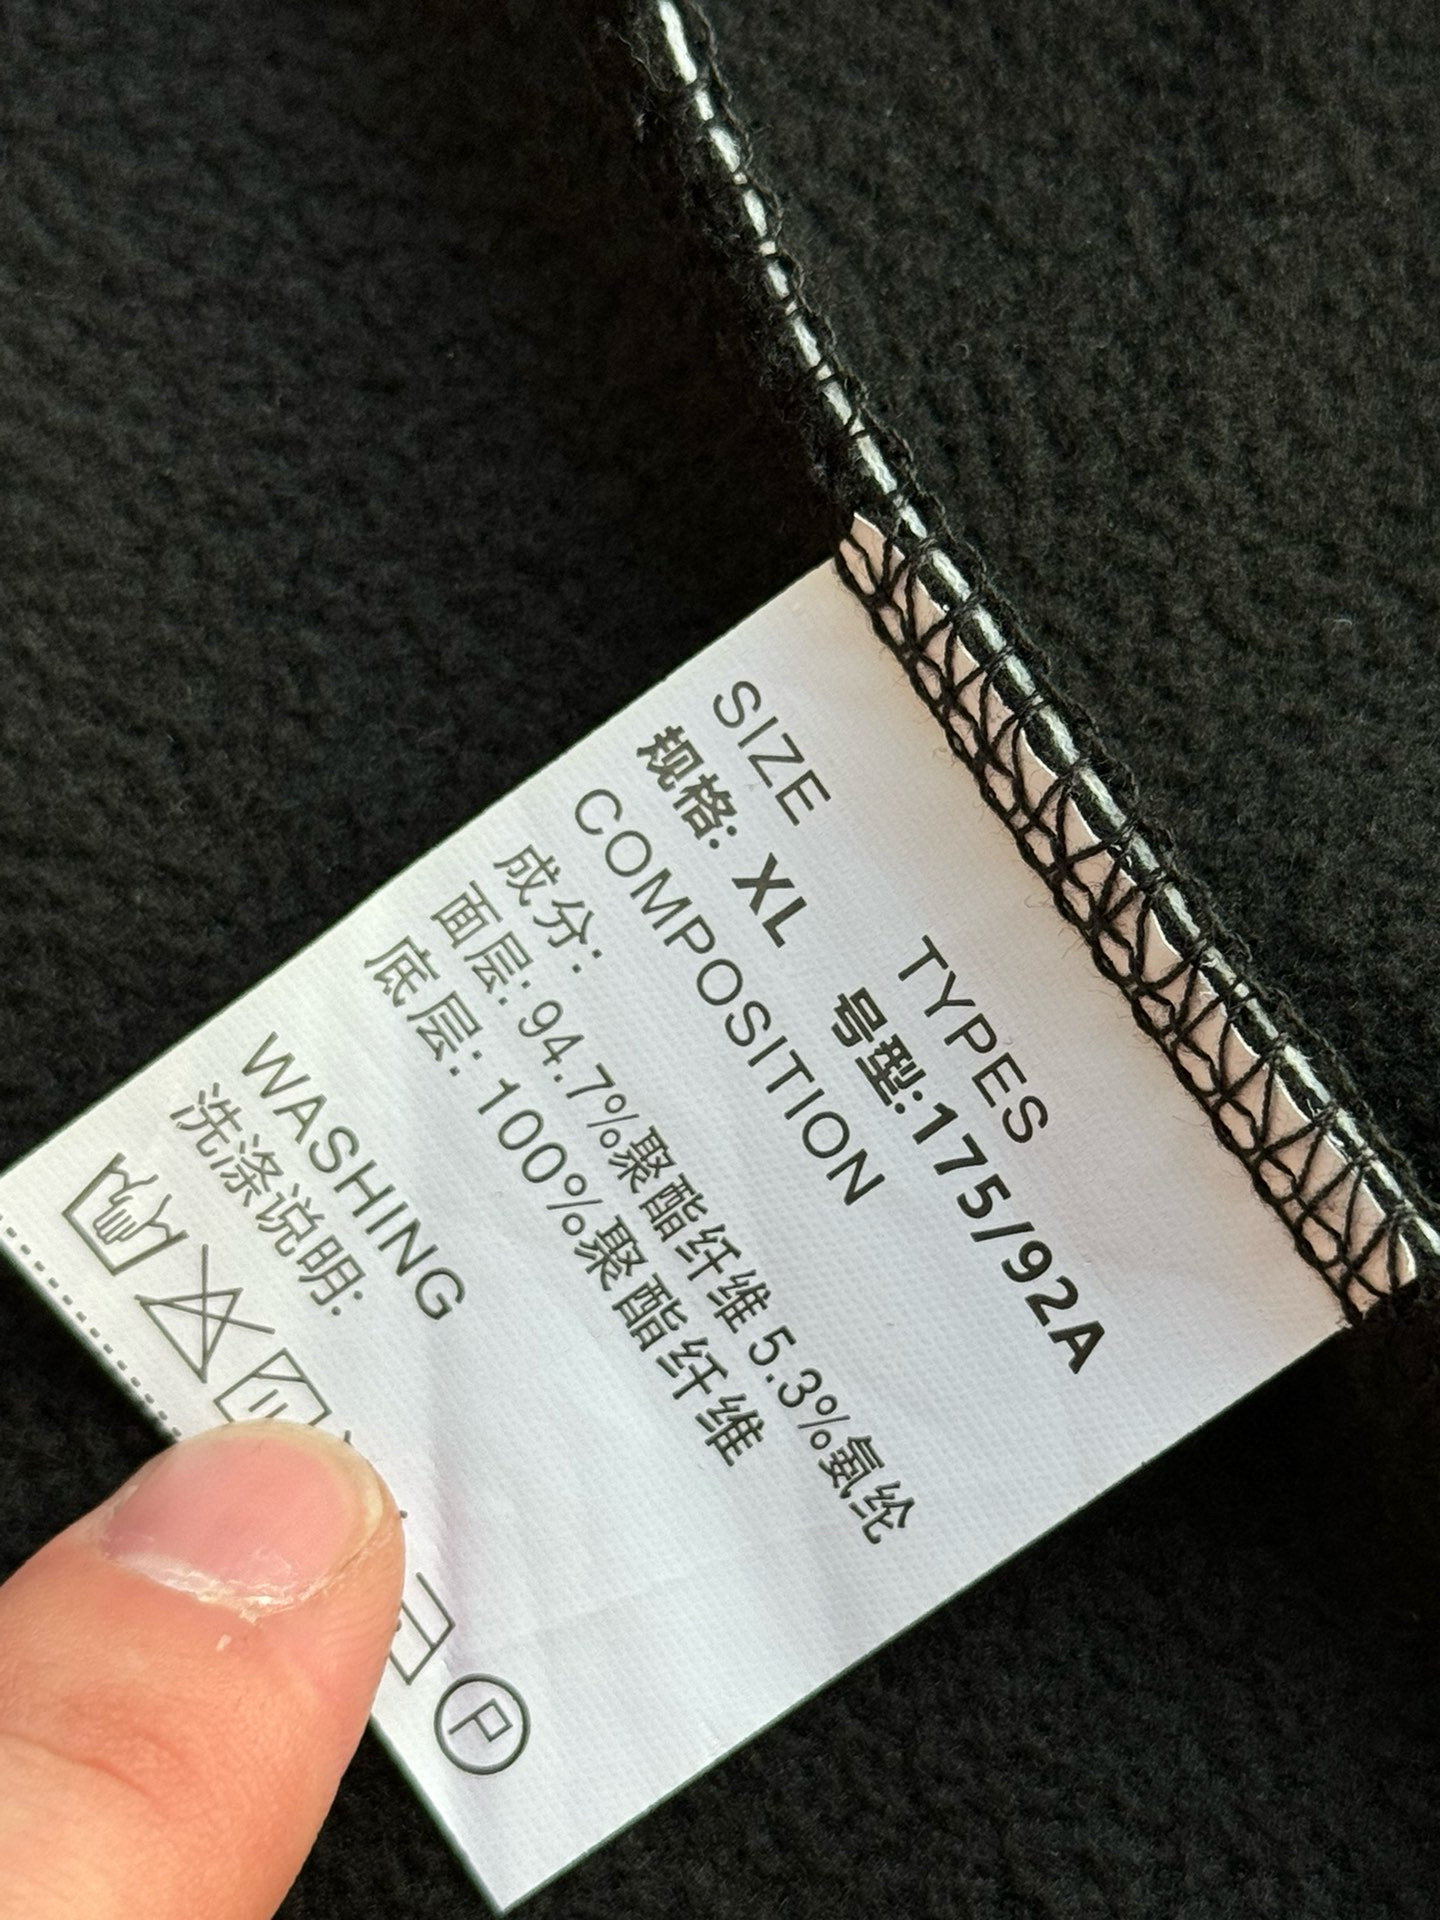 SIZE TYPES
规格: XL 号型:175/92A
COMPOSITION
成分:
面层: 94.7%聚酯纤维 5.3%氨纶
底层: 100%聚酯纤维
WASHING
洗涤说明:
P